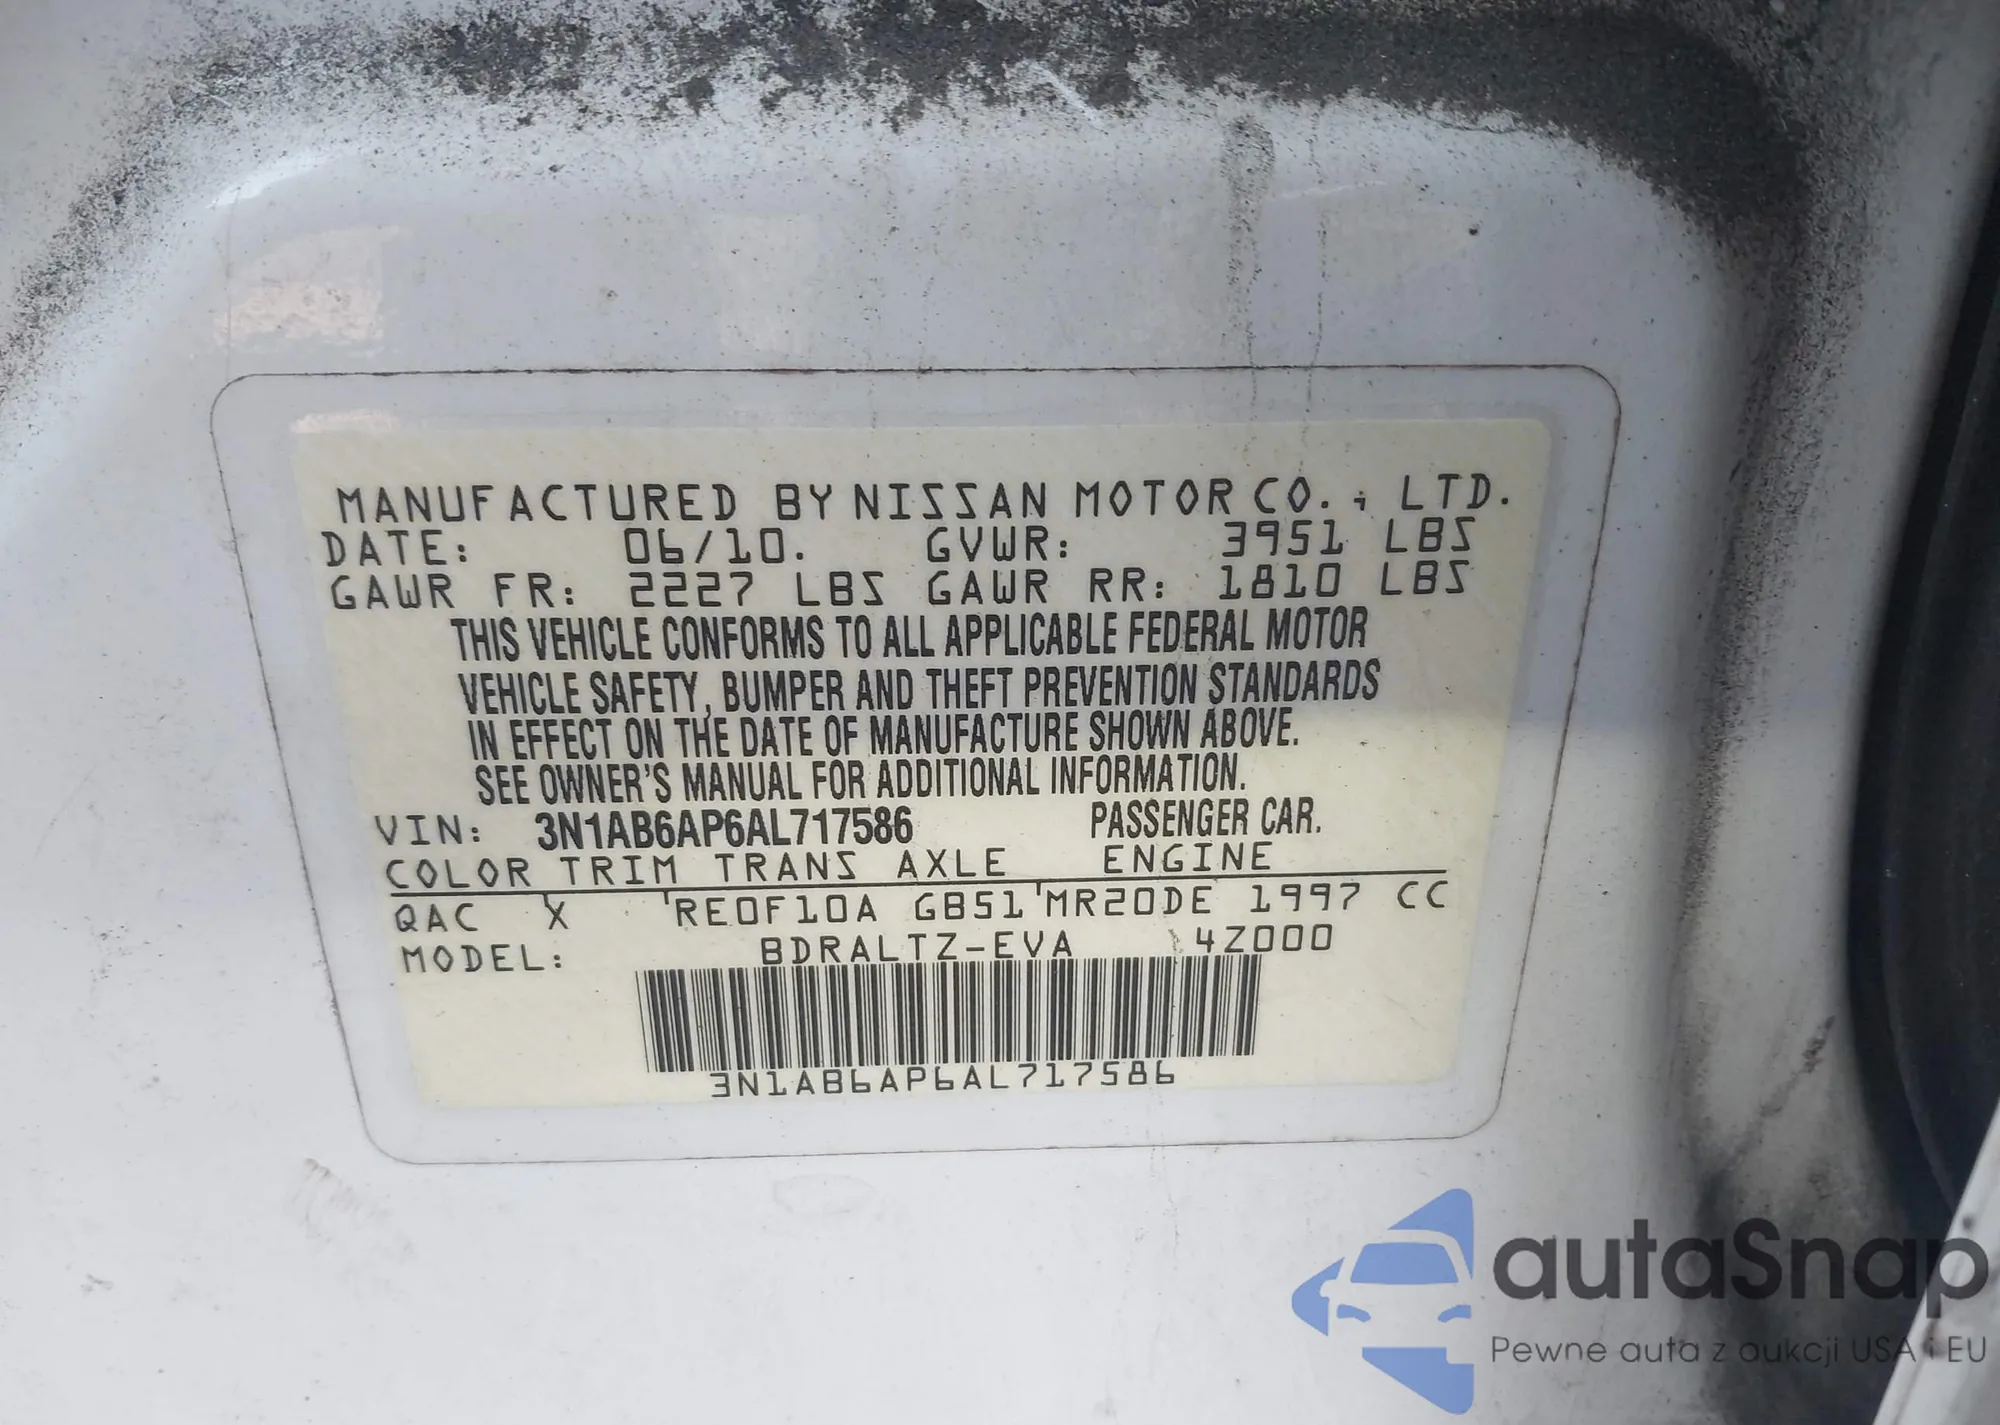 MANUFACTURED BY NISSAN MOTOR CO., LTD.
DATE: 06/10. GVWR: 3951 LBS
GAWR FR: 2227 LBS GAWR RR: 1810 LBS
THIS VEHICLE CONFORMS TO ALL APPLICABLE FEDERAL MOTOR
VEHICLE SAFETY, BUMPER AND THEFT PREVENTION STANDARDS
IN EFFECT ON THE DATE OF MANUFACTURE SHOWN ABOVE.
SEE OWNER'S MANUAL FOR ADDITIONAL INFORMATION.
VIN: 3N1AB6AP6AL717586 PASSENGER CAR.
COLOR TRIM TRANS AXLE ENGINE
QAC X RE0F10A GB51 MR20DE 1997 CC
MODEL: BDRALTZ-EVA 4Z000
3N1AB6AP6AL717586
autaSnap
Pewne auta z aukcji USA i EU